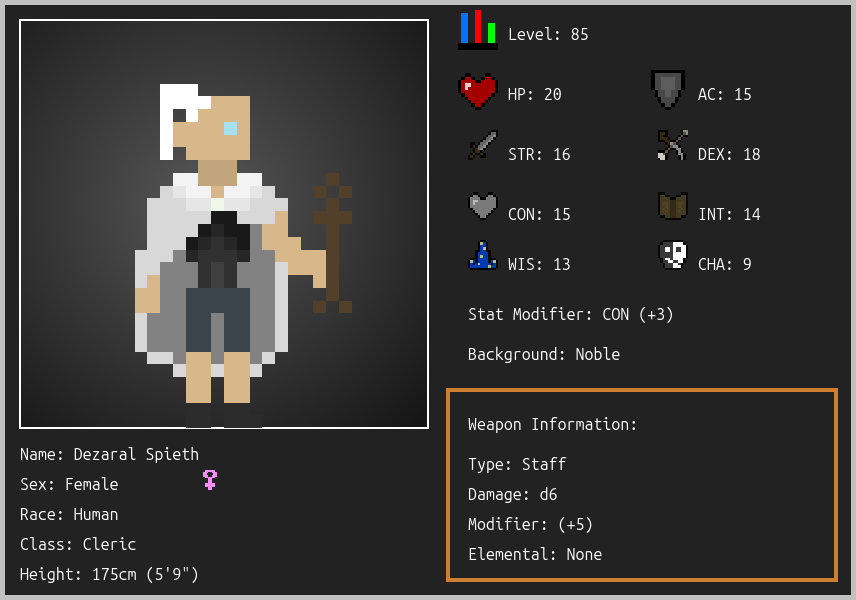 Level: 85
HP: 20
AC: 15
STR: 16
DEX: 18
CON: 15
INT: 14
WIS: 13
CHA: 9
Stat Modifier: CON (+3)
Background: Noble
Weapon Information:
Type: Staff
Damage: d6
Modifier: (+5)
Elemental: None
Name: Dezaral Spieth
Sex: Female
Race: Human
Class: Cleric
Height: 175cm (5'9")